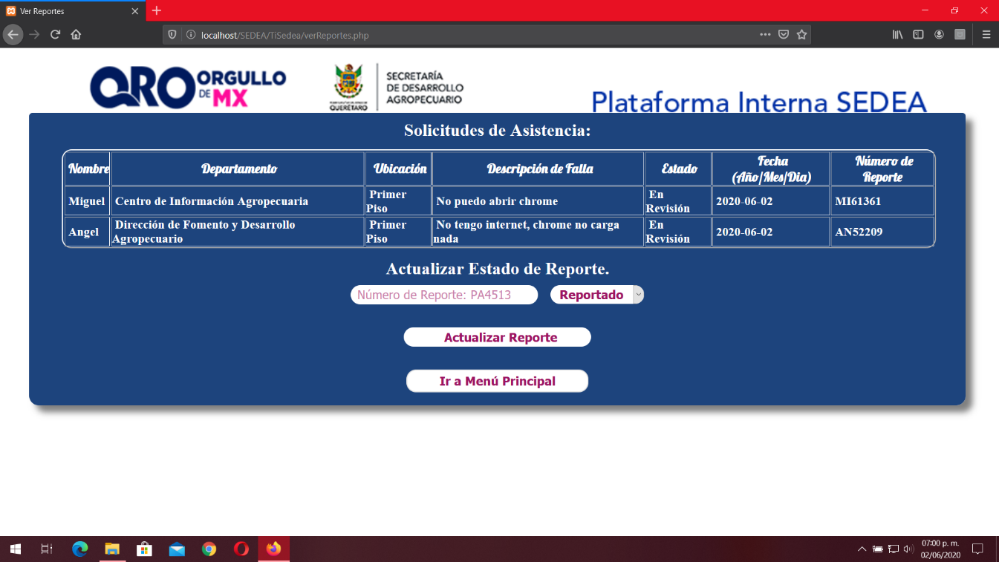 Ver Reportes
localhost/SEDEA/TiSedea/verReportes.php
QRO ORGULLO DE MX
QUERÉTARO
SECRETARÍA
DE DESARROLLO
AGROPECUARIO
Plataforma Interna SEDEA
Solicitudes de Asistencia:
Nombre Departamento Ubicación Descripción de Falla Estado Fecha (Año/Mes/Dia) Número de Reporte
Miguel Centro de Información Agropecuaria Primer Piso No puedo abrir chrome En Revisión 2020-06-02 MI61361
Angel Dirección de Fomento y Desarrollo Agropecuario Primer Piso No tengo internet, chrome no carga nada En Revisión 2020-06-02 AN52209
Actualizar Estado de Reporte.
Número de Reporte: PA4513 Reportado
Actualizar Reporte
Ir a Menú Principal
07:00 p. m.
02/06/2020